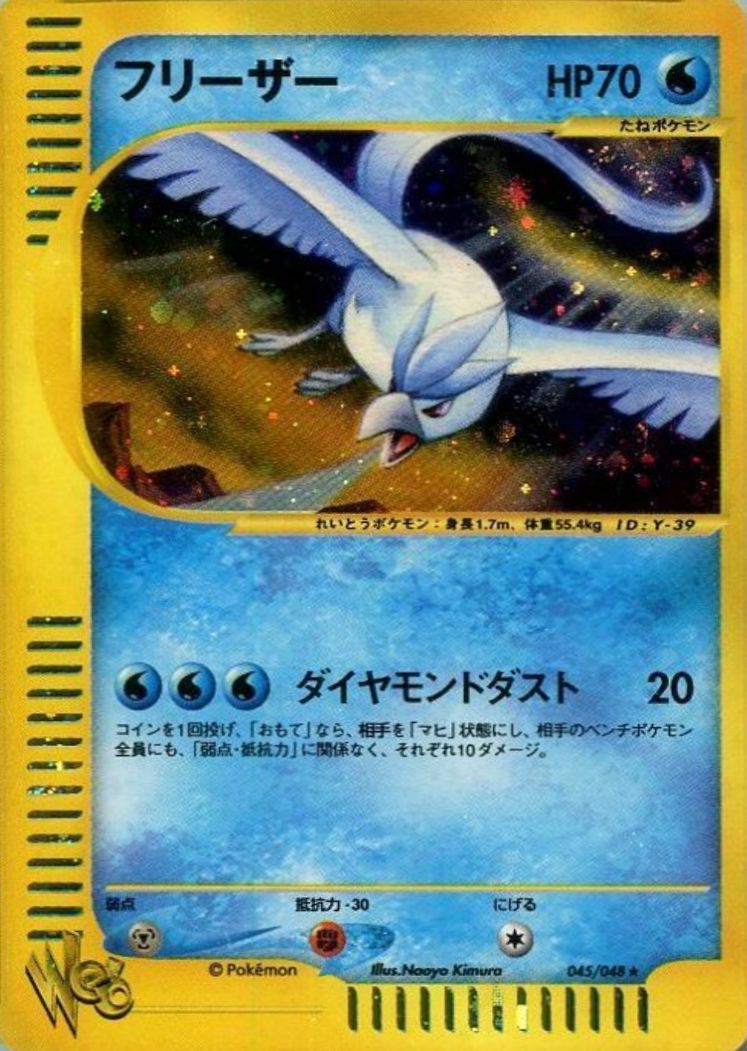 フリーザー HP70
たねポケモン
れいとうポケモン：身長1.7m、体重55.4kg ID:Y-39
ダイヤモンドダスト 20
コインを1回投げ、「おもて」なら、相手を「マヒ」状態にし、相手のベンチポケモン
全員にも、「弱点・抵抗力」に関係なく、それぞれ10ダメージ。
弱点 抵抗力 -30 にげる
Web
© Pokémon Illus.Naoyo Kimura 045/048 ★